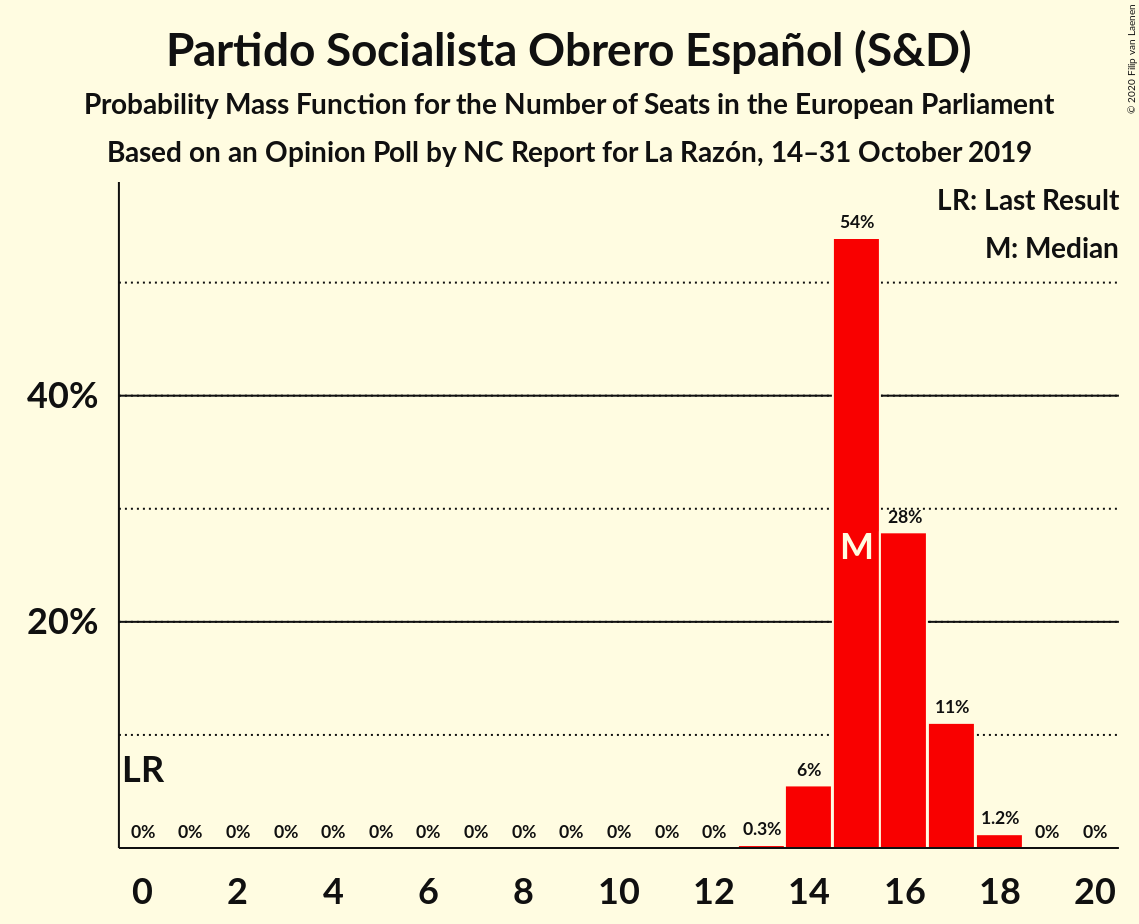 Partido Socialista Obrero Español (S&D)
Probability Mass Function for the Number of Seats in the European Parliament
Based on an Opinion Poll by NC Report for La Razón, 14–31 October 2019
© 2020 Filip van Laenen
LR: Last Result
M: Median
54%
40%
28%
M
20%
11%
LR
6%
0% 0% 0% 0% 0% 0% 0% 0% 0% 0% 0% 0% 0% 0.3% 1.2% 0% 0%
0 2 4 6 8 10 12 14 16 18 20